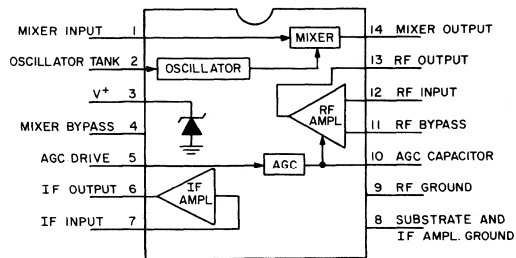 MIXER INPUT 1
OSCILLATOR TANK 2
V+ 3
MIXER BYPASS 4
AGC DRIVE 5
IF OUTPUT 6
IF INPUT 7
MIXER
OSCILLATOR
RF
AMPL
AGC
IF
AMPL
14 MIXER OUTPUT
13 RF OUTPUT
12 RF INPUT
11 RF BYPASS
10 AGC CAPACITOR
9 RF GROUND
8 SUBSTRATE AND
IF AMPL. GROUND